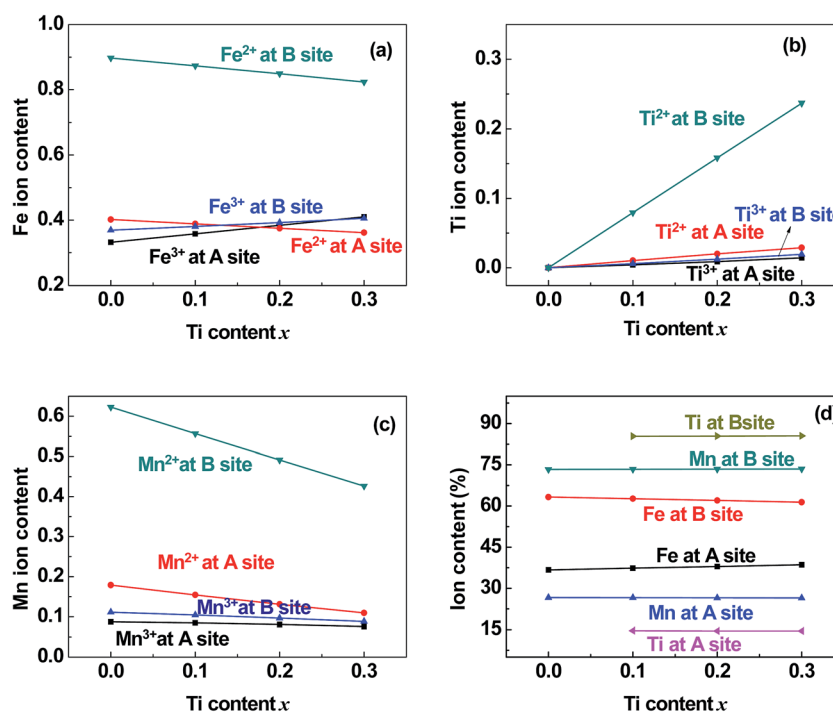 (a)
1.0
0.8
0.6
0.4
0.2
Fe ion content
Fe²⁺ at B site
Fe³⁺ at B site
Fe²⁺ at A site
Fe³⁺ at A site
0.0 0.1 0.2 0.3
Ti content x
(b)
0.3
0.2
0.1
0.0
Ti ion content
Ti²⁺ at B site
Ti³⁺ at B site
Ti²⁺ at A site
Ti³⁺ at A site
0.0 0.1 0.2 0.3
Ti content x
(c)
0.6
0.5
0.4
0.3
0.2
0.1
0.0
Mn ion content
Mn²⁺at B site
Mn²⁺ at A site
Mn³⁺at B site
Mn³⁺at A site
0.0 0.1 0.2 0.3
Ti content x
(d)
90
75
60
45
30
15
Ion content (%)
Ti at Bsite
Mn at B site
Fe at B site
Fe at A site
Mn at A site
Ti at A site
0.0 0.1 0.2 0.3
Ti content x